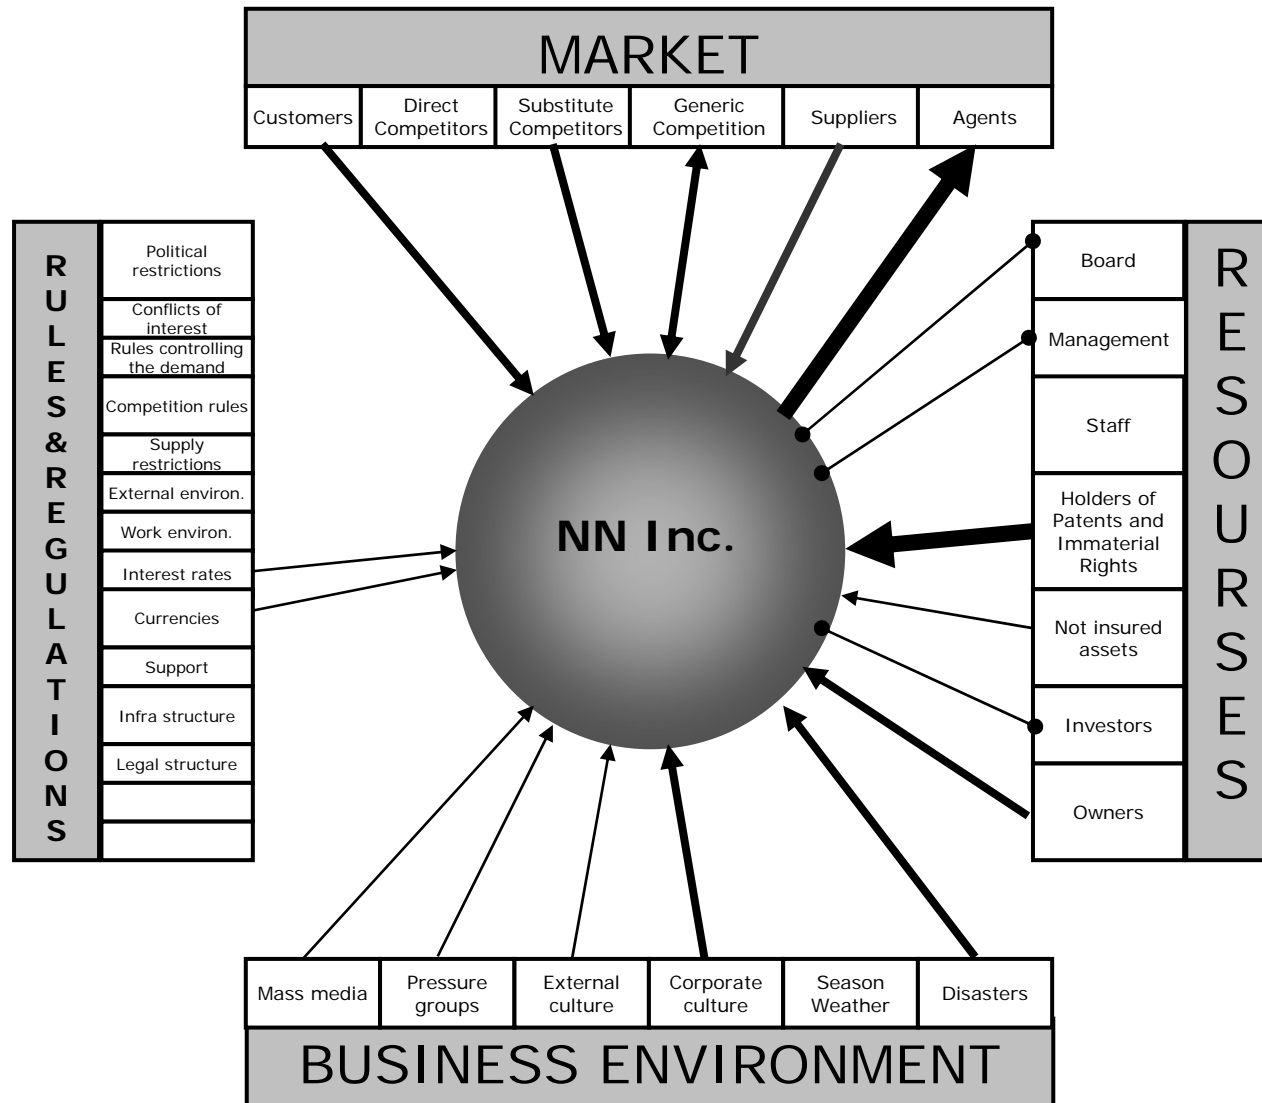 MARKET
Customers
Direct
Competitors
Substitute
Competitors
Generic
Competition
Suppliers
Agents
RULES&REGULATIONS
Political
restrictions
Conflicts of
interest
Rules controlling
the demand
Competition rules
Supply
restrictions
External environ.
Work environ.
Interest rates
Currencies
Support
Infra structure
Legal structure
NN Inc.
Board
Management
Staff
Holders of
Patents and
Immaterial
Rights
Not insured
assets
Investors
Owners
RESOURSES
Mass media
Pressure
groups
External
culture
Corporate
culture
Season
Weather
Disasters
BUSINESS ENVIRONMENT